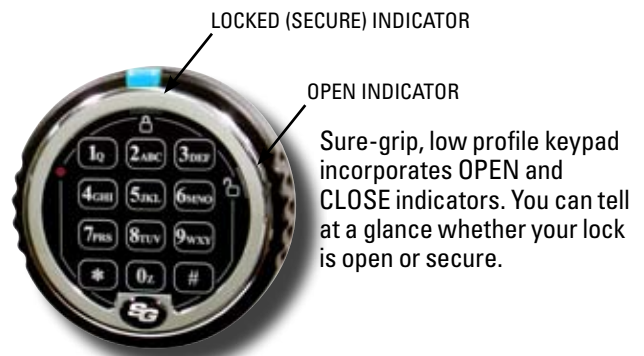 LOCKED (SECURE) INDICATOR
OPEN INDICATOR
Sure-grip, low profile keypad
incorporates OPEN and
CLOSE indicators. You can tell
at a glance whether your lock
is open or secure.
1Q 2ABC 3DEF
4GHI 5JKL 6MNO
7PRS 8TUV 9WXY
* 0Z #
SG